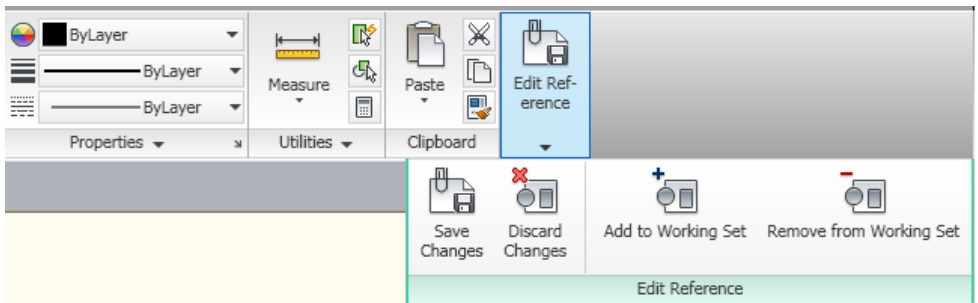 ByLayer
ByLayer
ByLayer
Properties
Measure
Utilities
Paste
Clipboard
Edit Ref-
erence
Save
Changes
Discard
Changes
Add to Working Set
Remove from Working Set
Edit Reference